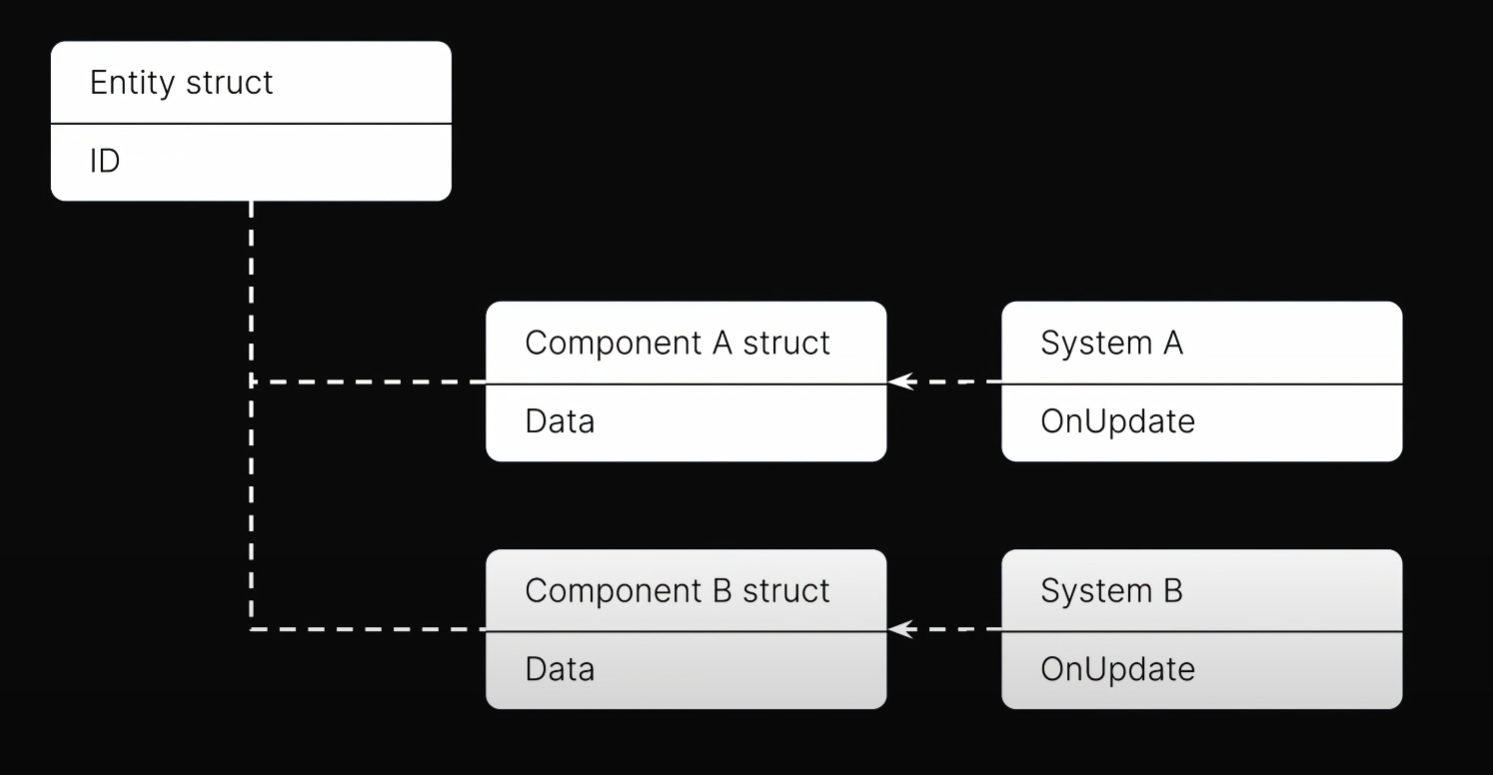 Entity struct
ID
Component A struct
Data
System A
OnUpdate
Component B struct
Data
System B
OnUpdate